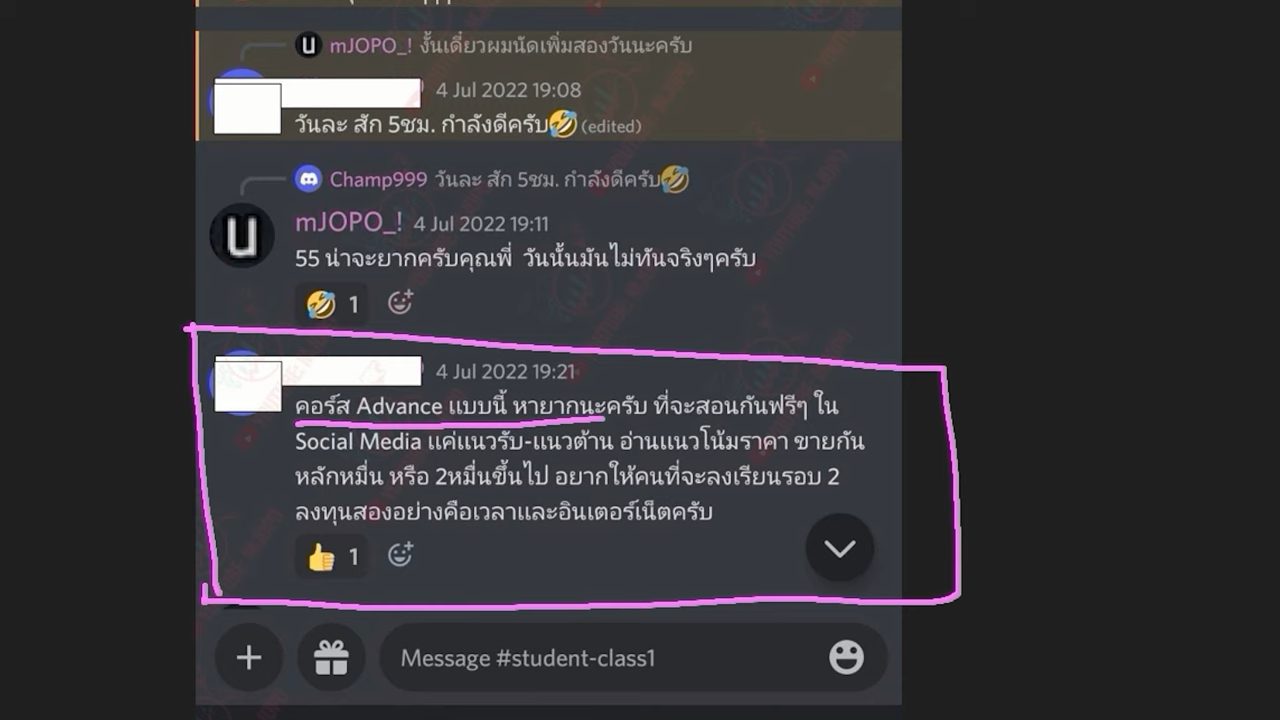 U mJOPO_! งั้นเดี๋ยวผมนัดเพิ่มสองวันนะครับ
4 Jul 2022 19:08
วันละ สัก 5ชม. กำลังดีครับ🤣 (edited)
Champ999 วันละ สัก 5ชม. กำลังดีครับ🤣
U mJOPO_! 4 Jul 2022 19:11
55 น่าจะยากครับคุณพี่ วันนั้นมันไม่ทันจริงๆครับ
🤣 1
4 Jul 2022 19:21
คอร์ส Advance แบบนี้ หายากนะครับ ที่จะสอนกันฟรีๆ ใน
Social Media แค่แนวรับ-แนวต้าน อ่านแนวโน้มราคา ขายกัน
หลักหมื่น หรือ 2หมื่นขึ้นไป อยากให้คนที่จะลงเรียนรอบ 2
ลงทุนสองอย่างคือเวลาและอินเตอร์เน็ตครับ
👍 1
Message #student-class1